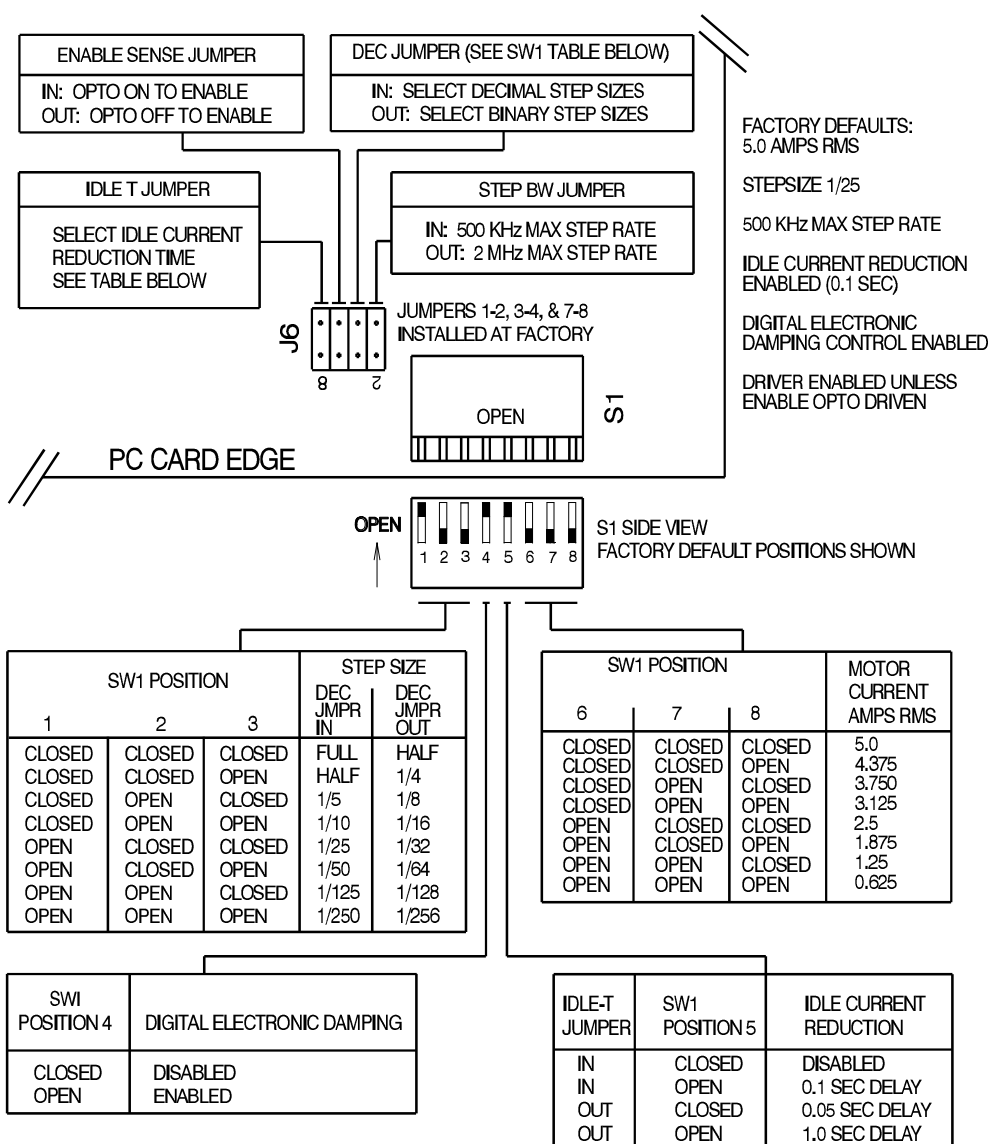 ENABLE SENSE JUMPER
IN: OPTO ON TO ENABLE
OUT: OPTO OFF TO ENABLE
DEC JUMPER (SEE SW1 TABLE BELOW)
IN: SELECT DECIMAL STEP SIZES
OUT: SELECT BINARY STEP SIZES
IDLE T JUMPER
SELECT IDLE CURRENT
REDUCTION TIME
SEE TABLE BELOW
STEP BW JUMPER
IN: 500 KHz MAX STEP RATE
OUT: 2 MHz MAX STEP RATE
FACTORY DEFAULTS:
5.0 AMPS RMS
STEPSIZE 1/25
500 KHz MAX STEP RATE
IDLE CURRENT REDUCTION
ENABLED (0.1 SEC)
DIGITAL ELECTRONIC
DAMPING CONTROL ENABLED
DRIVER ENABLED UNLESS
ENABLE OPTO DRIVEN
J6
8 2
JUMPERS 1-2, 3-4, & 7-8
INSTALLED AT FACTORY
OPEN
S1
PC CARD EDGE
OPEN
1 2 3 4 5 6 7 8
S1 SIDE VIEW
FACTORY DEFAULT POSITIONS SHOWN
SW1 POSITION STEP SIZE
1 2 3 DEC JMPR IN DEC JMPR OUT
CLOSED CLOSED CLOSED FULL HALF
CLOSED CLOSED OPEN HALF 1/4
CLOSED OPEN CLOSED 1/5 1/8
CLOSED OPEN OPEN 1/10 1/16
OPEN CLOSED CLOSED 1/25 1/32
OPEN CLOSED OPEN 1/50 1/64
OPEN OPEN CLOSED 1/125 1/128
OPEN OPEN OPEN 1/250 1/256
SW1 POSITION MOTOR CURRENT
6 7 8 AMPS RMS
CLOSED CLOSED CLOSED 5.0
CLOSED CLOSED OPEN 4.375
CLOSED OPEN CLOSED 3.750
CLOSED OPEN OPEN 3.125
OPEN CLOSED CLOSED 2.5
OPEN CLOSED OPEN 1.875
OPEN OPEN CLOSED 1.25
OPEN OPEN OPEN 0.625
SWI
POSITION 4 DIGITAL ELECTRONIC DAMPING
CLOSED DISABLED
OPEN ENABLED
IDLE-T SW1 IDLE CURRENT
JUMPER POSITION 5 REDUCTION
IN CLOSED DISABLED
IN OPEN 0.1 SEC DELAY
OUT CLOSED 0.05 SEC DELAY
OUT OPEN 1.0 SEC DELAY